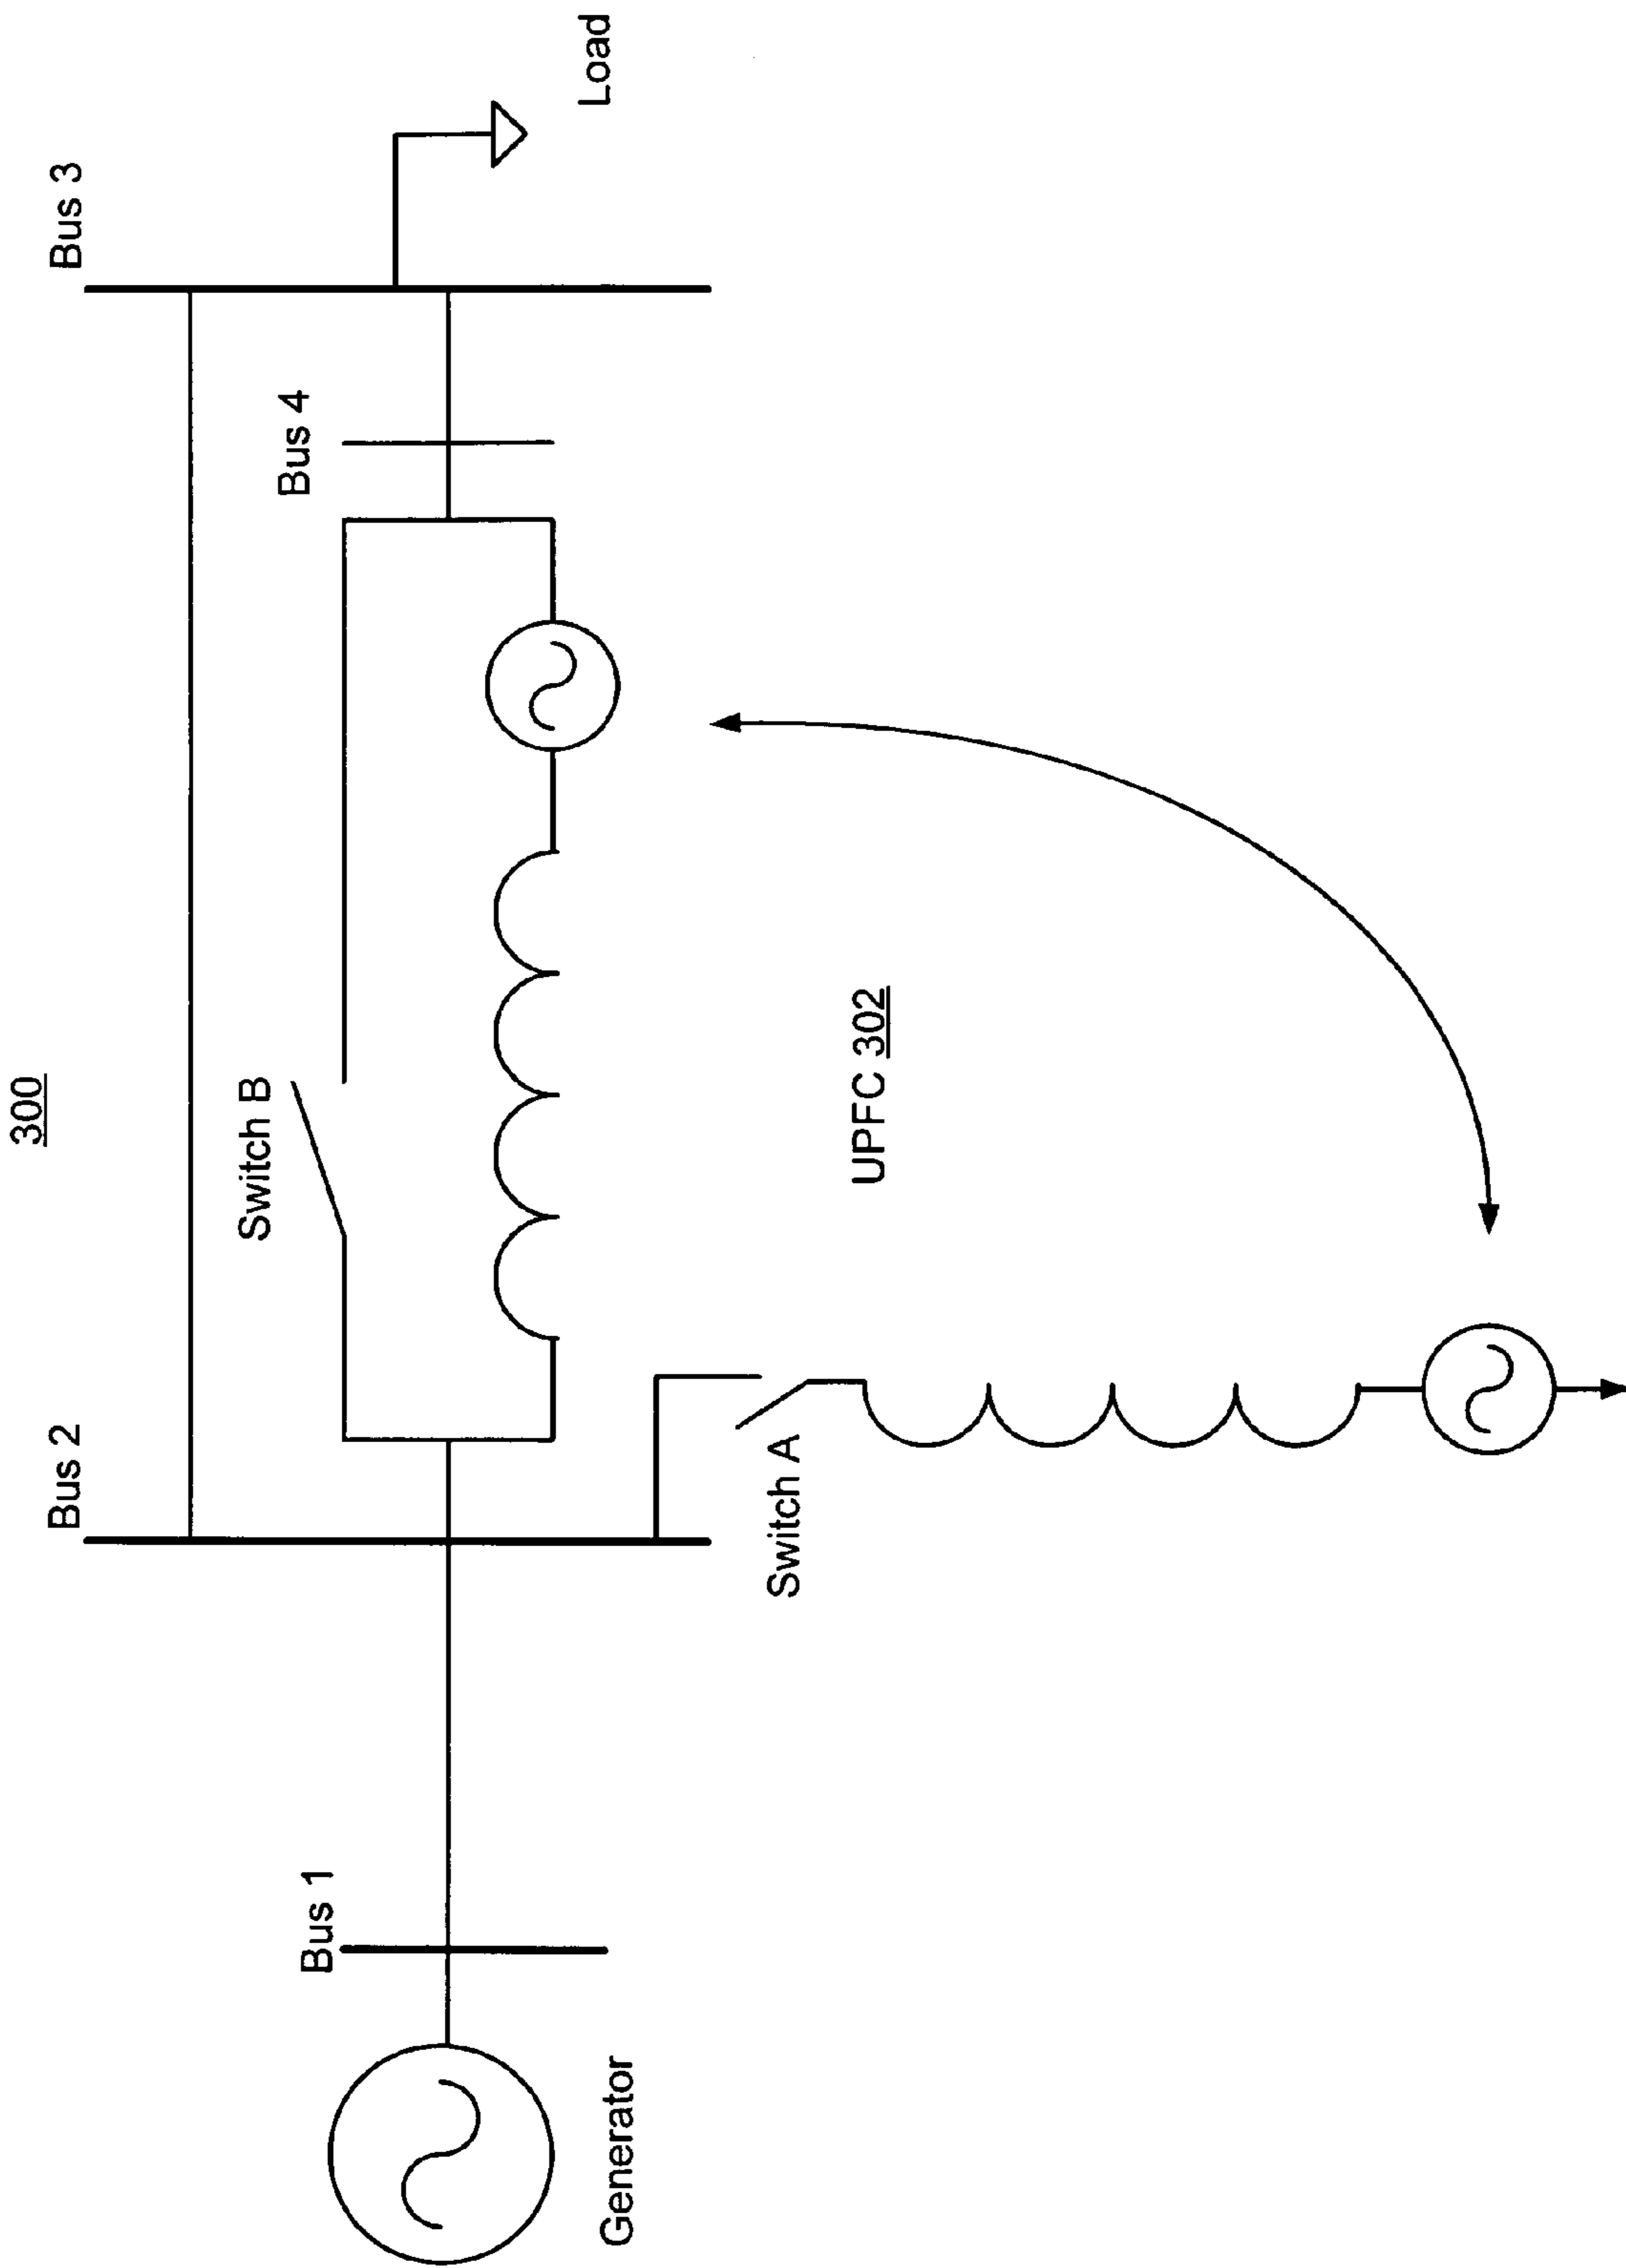 300
Bus 3
Bus 2
Bus 4
Switch B
Bus 1
Load
Generator
Switch A
UPFC 302